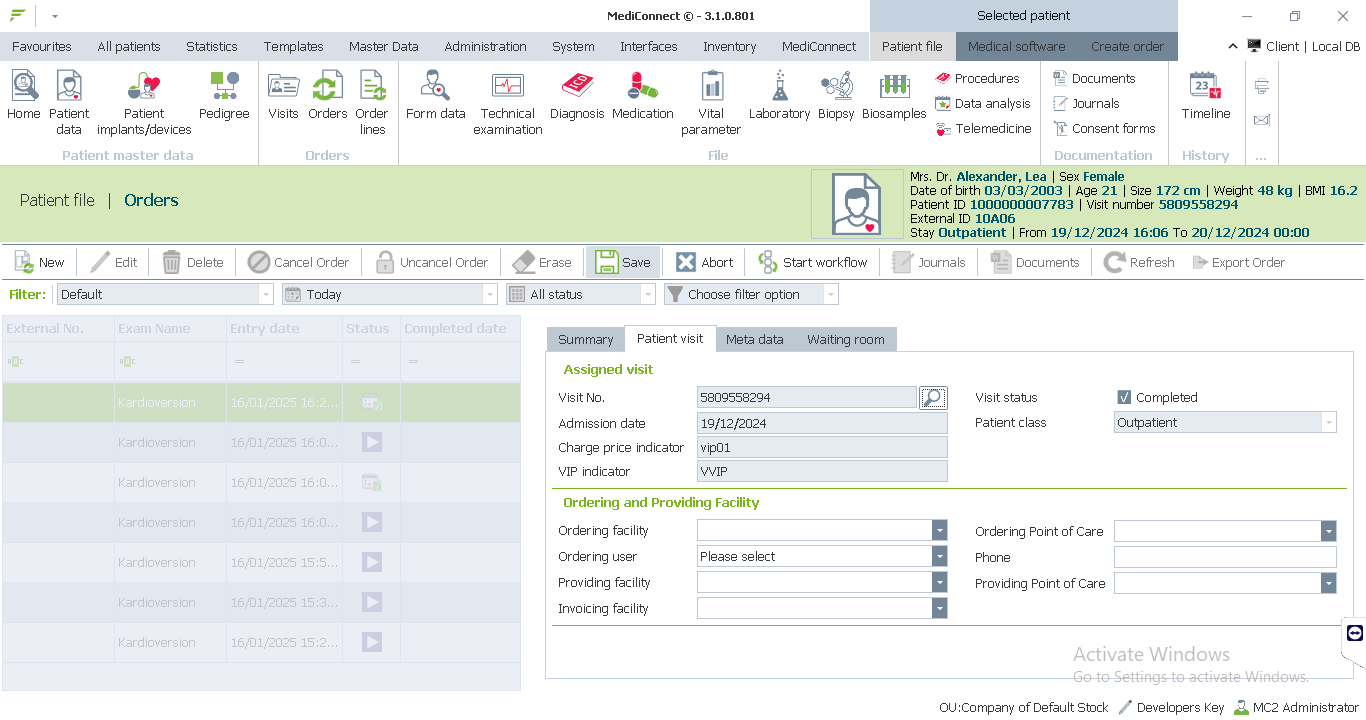 MediConnect © - 3.1.0.801
Selected patient
Favourites All patients Statistics Templates Master Data Administration System Interfaces Inventory MediConnect Patient file Medical software Create order Client | Local DB
Home Patient data Patient implants/devices Pedigree
Patient master data
Visits Orders Order lines
Orders
Form data Technical examination Diagnosis Medication Vital parameter Laboratory Biopsy Biosamples
Procedures
Data analysis
Telemedicine
File
Documents
Journals
Consent forms
Documentation
23
Timeline
History
...
Patient file | Orders
Mrs. Dr. Alexander, Lea | Sex Female
Date of birth 03/03/2003 | Age 21 | Size 172 cm | Weight 48 kg | BMI 16.2
Patient ID 1000000007783 | Visit number 5809558294
External ID 10A06
Stay Outpatient | From 19/12/2024 16:06 To 20/12/2024 00:00
New Edit Delete Cancel Order Uncancel Order Erase Save Abort Start workflow Journals Documents Refresh Export Order
Filter: Default Today All status Choose filter option
External No. Exam Name Entry date Status Completed date
= = =
Kardioversion 16/01/2025 16:2...
Kardioversion 16/01/2025 16:0...
Kardioversion 16/01/2025 16:0...
Kardioversion 16/01/2025 16:0...
Kardioversion 16/01/2025 15:5...
Kardioversion 16/01/2025 15:3...
Kardioversion 16/01/2025 15:2...
Summary Patient visit Meta data Waiting room
Assigned visit
Visit No. 5809558294 Visit status Completed
Admission date 19/12/2024 Patient class Outpatient
Charge price indicator vip01
VIP indicator VVIP
Ordering and Providing Facility
Ordering facility Ordering Point of Care
Ordering user Please select Phone
Providing facility Providing Point of Care
Invoicing facility
Activate Windows
Go to Settings to activate Windows.
OU:Company of Default Stock Developers Key MC2 Administrator